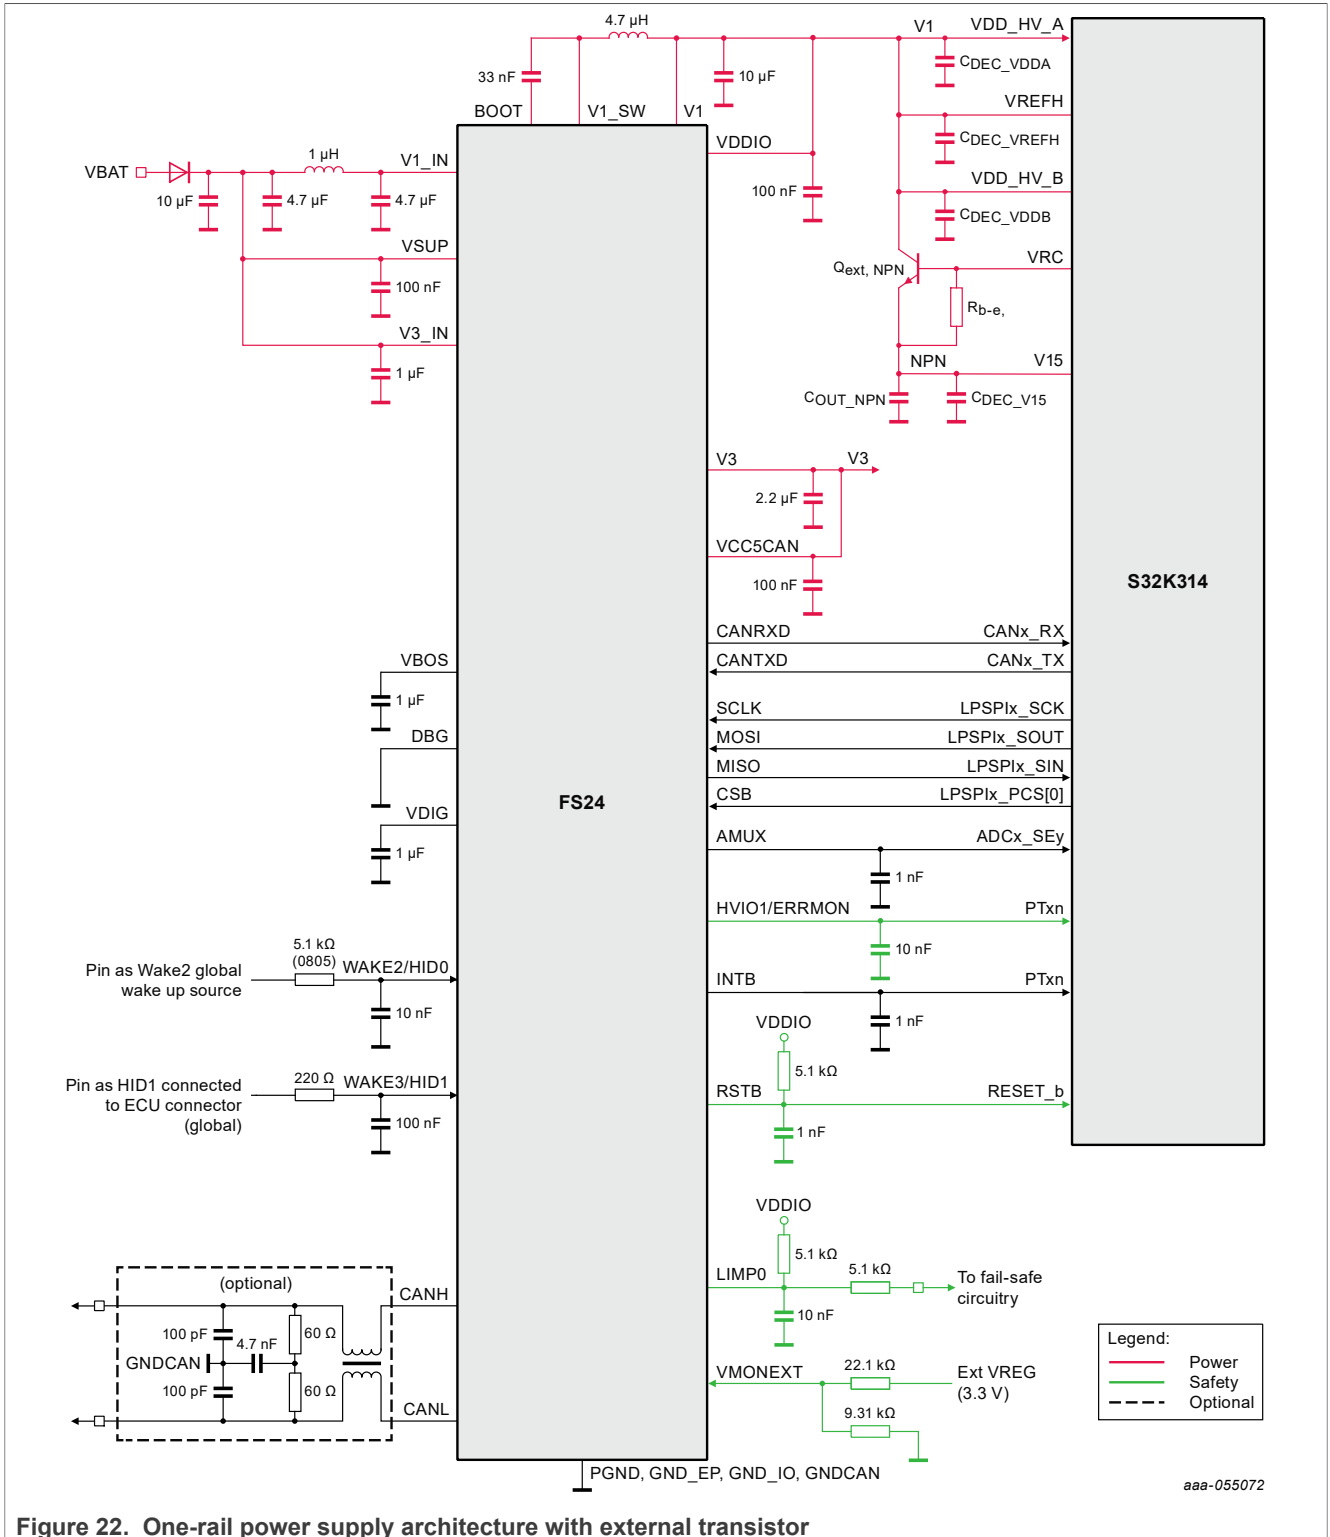 4.7 µH
V1
VDD_HV_A
33 nF
10 µF
CDEC_VDDA
BOOT
V1_SW
V1
VREFH
VDDIO
CDEC_VREFH
VBAT
1 µH
V1_IN
100 nF
VDD_HV_B
10 µF
4.7 µF
4.7 µF
CDEC_VDDB
VSUP
Qext, NPN
VRC
100 nF
Rb-e,
V3_IN
NPN
V15
1 µF
COUT_NPN
CDEC_V15
V3
V3
2.2 µF
VCC5CAN
100 nF
S32K314
CANRXD
CANx_RX
VBOS
CANTXD
CANx_TX
1 µF
SCLK
LPSPIx_SCK
DBG
MOSI
LPSPIx_SOUT
MISO
LPSPIx_SIN
FS24
CSB
LPSPIx_PCS[0]
VDIG
AMUX
ADCx_SEy
1 µF
1 nF
HVIO1/ERRMON
PTxn
5.1 kΩ
(0805)
10 nF
Pin as Wake2 global
wake up source
WAKE2/HID0
INTB
PTxn
10 nF
1 nF
VDDIO
5.1 kΩ
Pin as HID1 connected
to ECU connector
(global)
220 Ω
WAKE3/HID1
RSTB
RESET_b
100 nF
1 nF
VDDIO
5.1 kΩ
(optional)
LIMP0
5.1 kΩ
To fail-safe
circuitry
CANH
10 nF
100 pF
4.7 nF
60 Ω
GNDCAN
100 pF
60 Ω
VMONEXT
22.1 kΩ
Ext VREG
(3.3 V)
CANL
9.31 kΩ
Legend:
Power
Safety
Optional
PGND, GND_EP, GND_IO, GNDCAN
aaa-055072
Figure 22. One-rail power supply architecture with external transistor